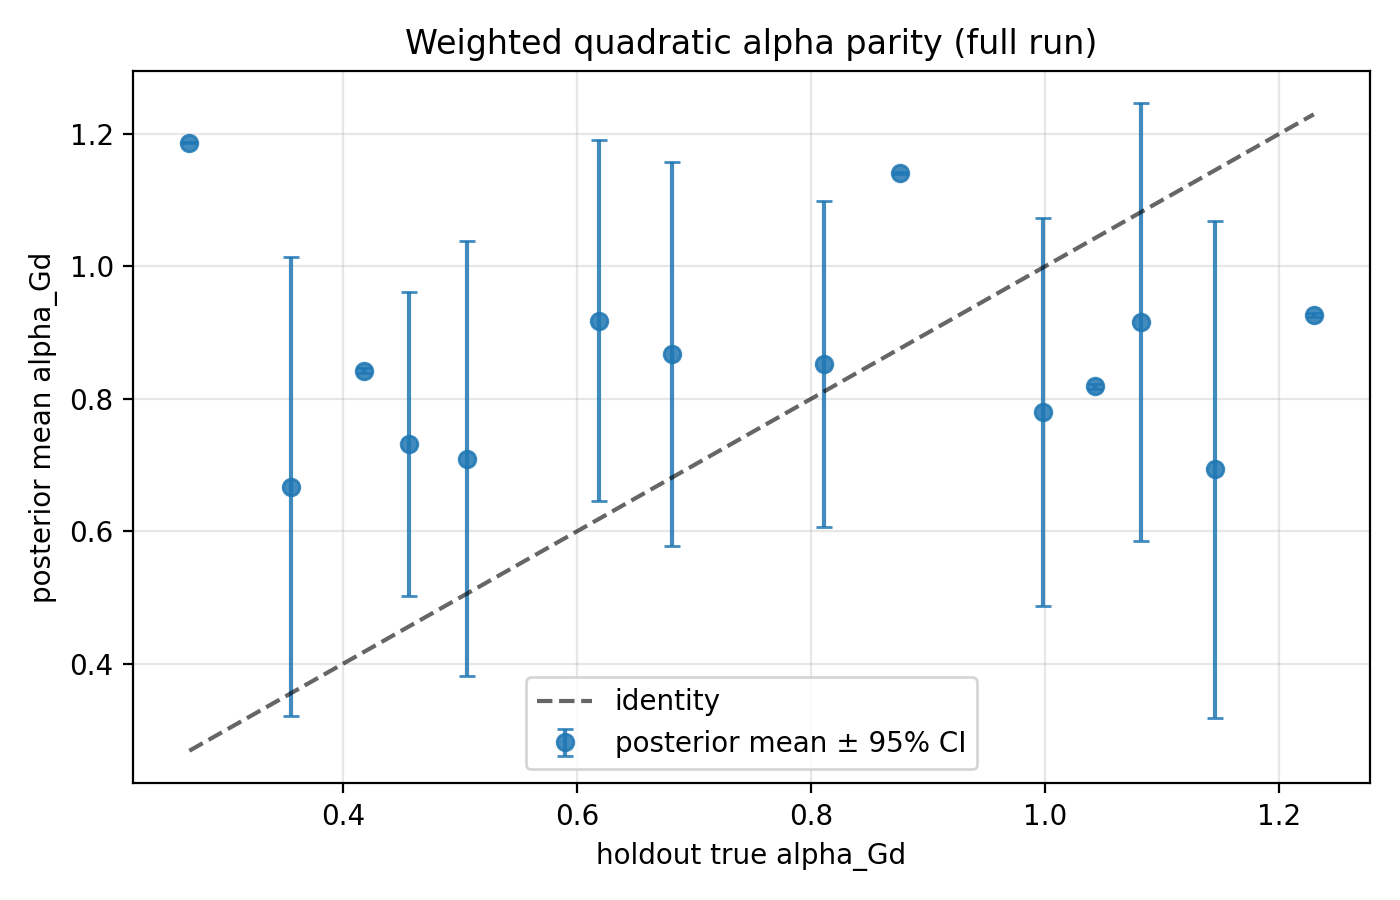 Weighted quadratic alpha parity (full run)
posterior mean alpha_Gd
1.2
1.0
0.8
0.6
0.4
identity
posterior mean ± 95% CI
0.4 0.6 0.8 1.0 1.2
holdout true alpha_Gd